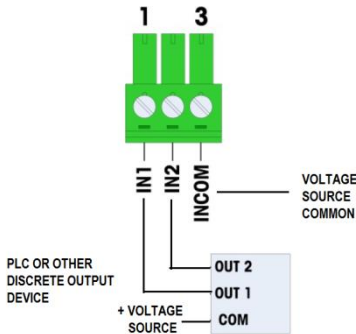 1 3
IN1
IN2
INCOM
VOLTAGE
SOURCE
COMMON
PLC OR OTHER
DISCRETE OUTPUT
DEVICE
OUT 2
OUT 1
+ VOLTAGE
SOURCE
COM